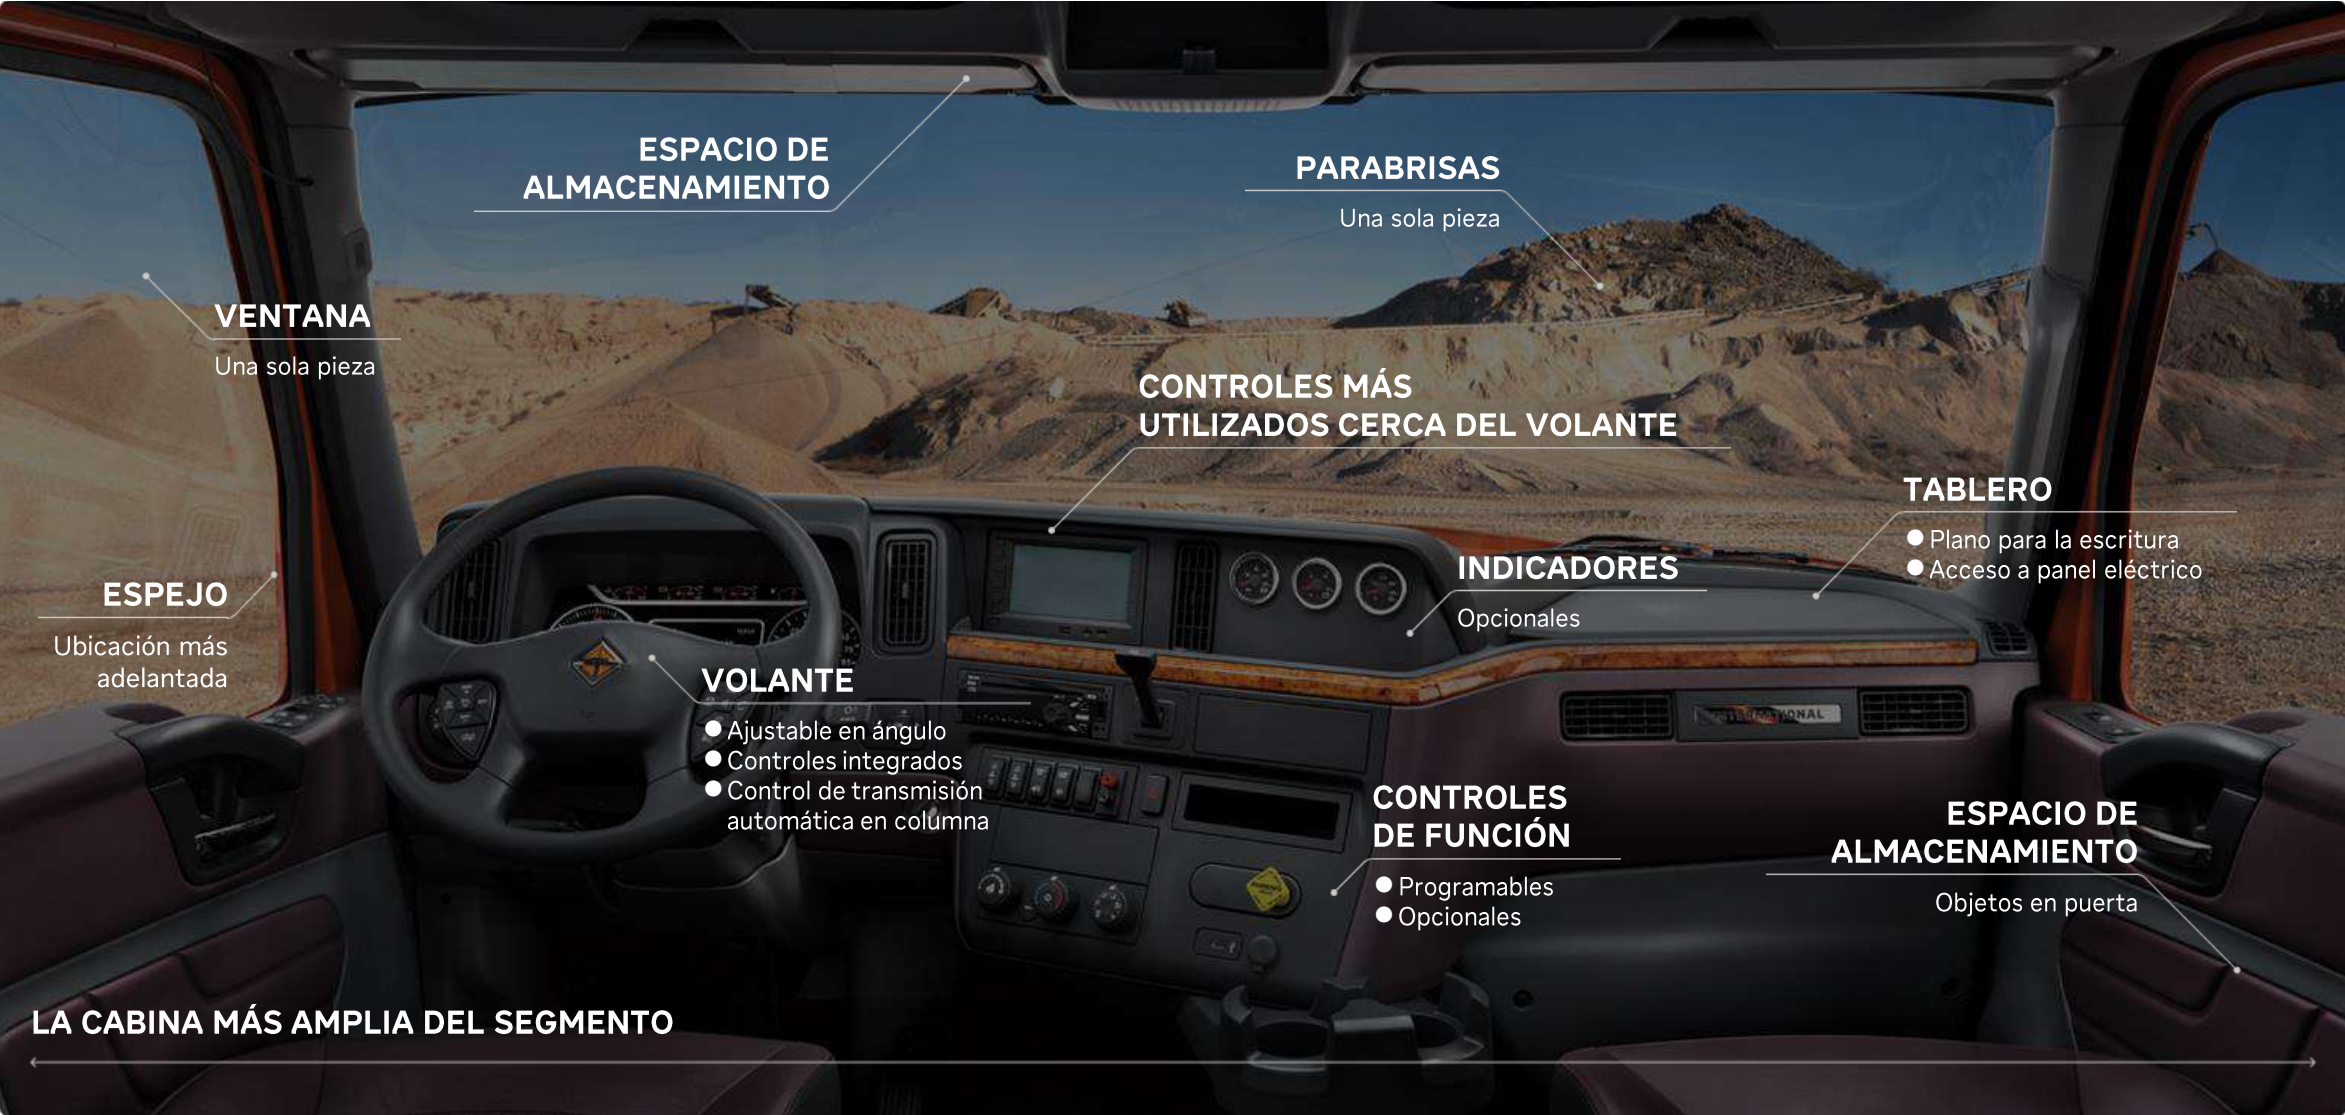 ESPACIO DE
ALMACENAMIENTO
PARABRISAS
Una sola pieza
VENTANA
Una sola pieza
CONTROLES MÁS
UTILIZADOS CERCA DEL VOLANTE
TABLERO
● Plano para la escritura
● Acceso a panel eléctrico
INDICADORES
Opcionales
ESPEJO
Ubicación más
adelantada
VOLANTE
● Ajustable en ángulo
● Controles integrados
● Control de transmisión
automática en columna
INTERNATIONAL
CONTROLES
DE FUNCIÓN
● Programables
● Opcionales
ESPACIO DE
ALMACENAMIENTO
Objetos en puerta
LA CABINA MÁS AMPLIA DEL SEGMENTO